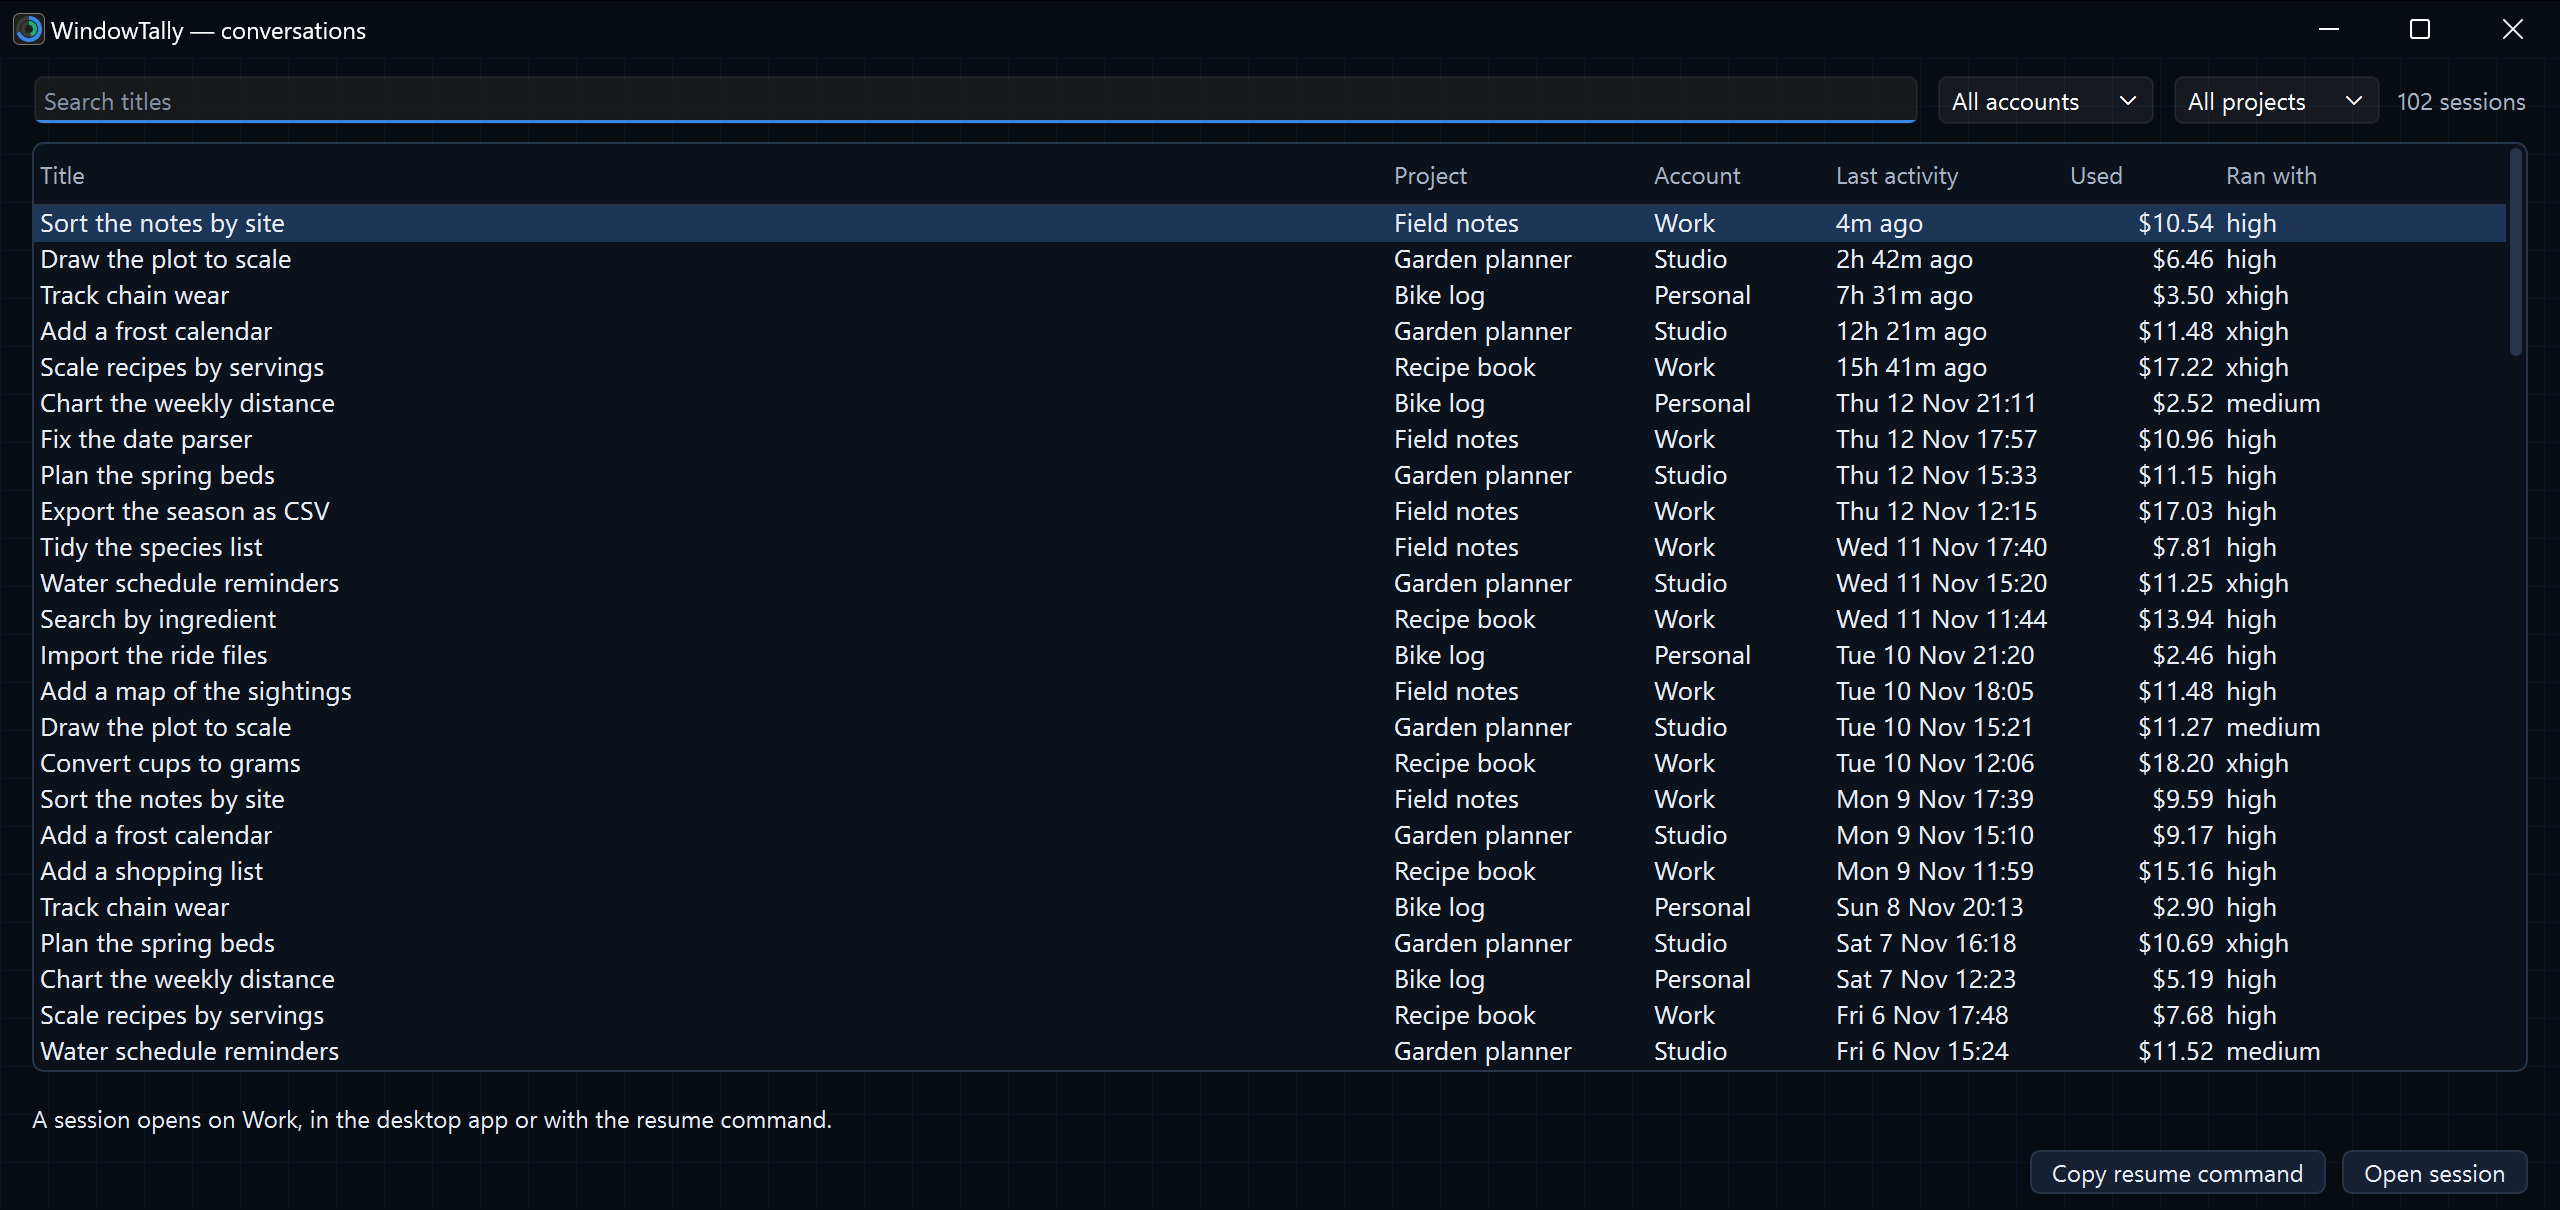 WindowTally — conversations
Search titles All accounts All projects 102 sessions
Title Project Account Last activity Used Ran with
Sort the notes by site Field notes Work 4m ago $10.54 high
Draw the plot to scale Garden planner Studio 2h 42m ago $6.46 high
Track chain wear Bike log Personal 7h 31m ago $3.50 xhigh
Add a frost calendar Garden planner Studio 12h 21m ago $11.48 xhigh
Scale recipes by servings Recipe book Work 15h 41m ago $17.22 xhigh
Chart the weekly distance Bike log Personal Thu 12 Nov 21:11 $2.52 medium
Fix the date parser Field notes Work Thu 12 Nov 17:57 $10.96 high
Plan the spring beds Garden planner Studio Thu 12 Nov 15:33 $11.15 high
Export the season as CSV Field notes Work Thu 12 Nov 12:15 $17.03 high
Tidy the species list Field notes Work Wed 11 Nov 17:40 $7.81 high
Water schedule reminders Garden planner Studio Wed 11 Nov 15:20 $11.25 xhigh
Search by ingredient Recipe book Work Wed 11 Nov 11:44 $13.94 high
Import the ride files Bike log Personal Tue 10 Nov 21:20 $2.46 high
Add a map of the sightings Field notes Work Tue 10 Nov 18:05 $11.48 high
Draw the plot to scale Garden planner Studio Tue 10 Nov 15:21 $11.27 medium
Convert cups to grams Recipe book Work Tue 10 Nov 12:06 $18.20 xhigh
Sort the notes by site Field notes Work Mon 9 Nov 17:39 $9.59 high
Add a frost calendar Garden planner Studio Mon 9 Nov 15:10 $9.17 high
Add a shopping list Recipe book Work Mon 9 Nov 11:59 $15.16 high
Track chain wear Bike log Personal Sun 8 Nov 20:13 $2.90 high
Plan the spring beds Garden planner Studio Sat 7 Nov 16:18 $10.69 xhigh
Chart the weekly distance Bike log Personal Sat 7 Nov 12:23 $5.19 high
Scale recipes by servings Recipe book Work Fri 6 Nov 17:48 $7.68 high
Water schedule reminders Garden planner Studio Fri 6 Nov 15:24 $11.52 medium
A session opens on Work, in the desktop app or with the resume command.
Copy resume command Open session